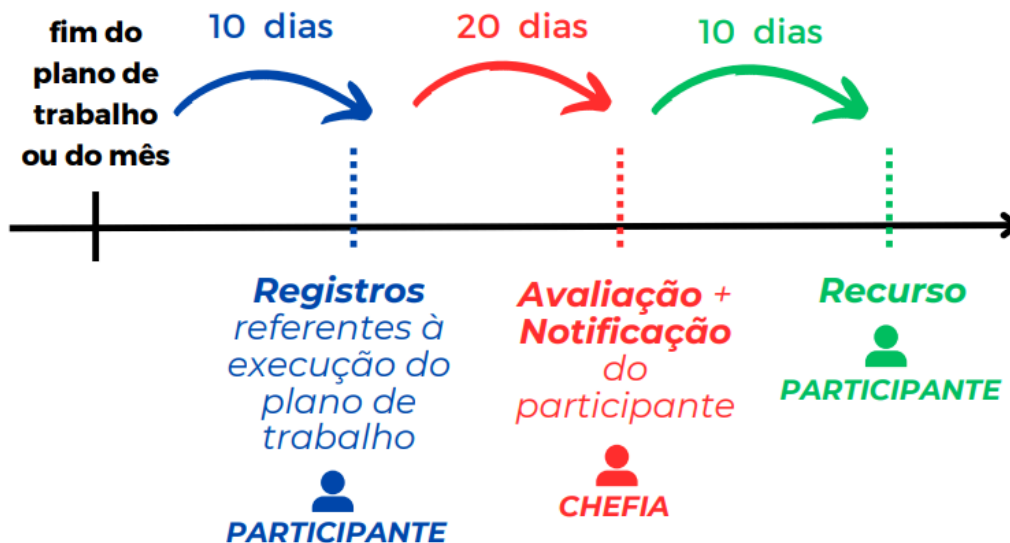 fim do
plano de
trabalho
ou do mês
10 dias
20 dias
10 dias
Registros
referentes à
execução do
plano de
trabalho
PARTICIPANTE
Avaliação +
Notificação
do
participante
CHEFIA
Recurso
PARTICIPANTE